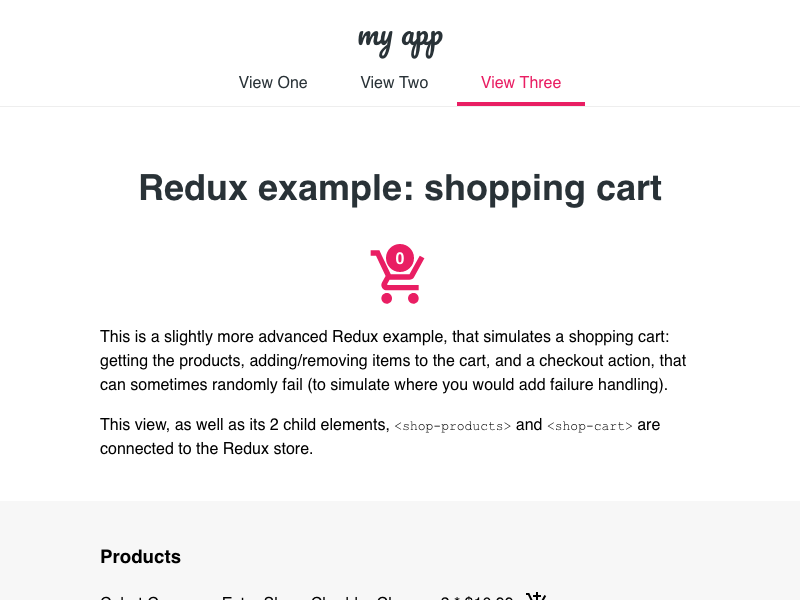 my app
View One View Two View Three
Redux example: shopping cart
0
This is a slightly more advanced Redux example, that simulates a shopping cart:
getting the products, adding/removing items to the cart, and a checkout action, that
can sometimes randomly fail (to simulate where you would add failure handling).
This view, as well as its 2 child elements, <shop-products> and <shop-cart> are
connected to the Redux store.
Products